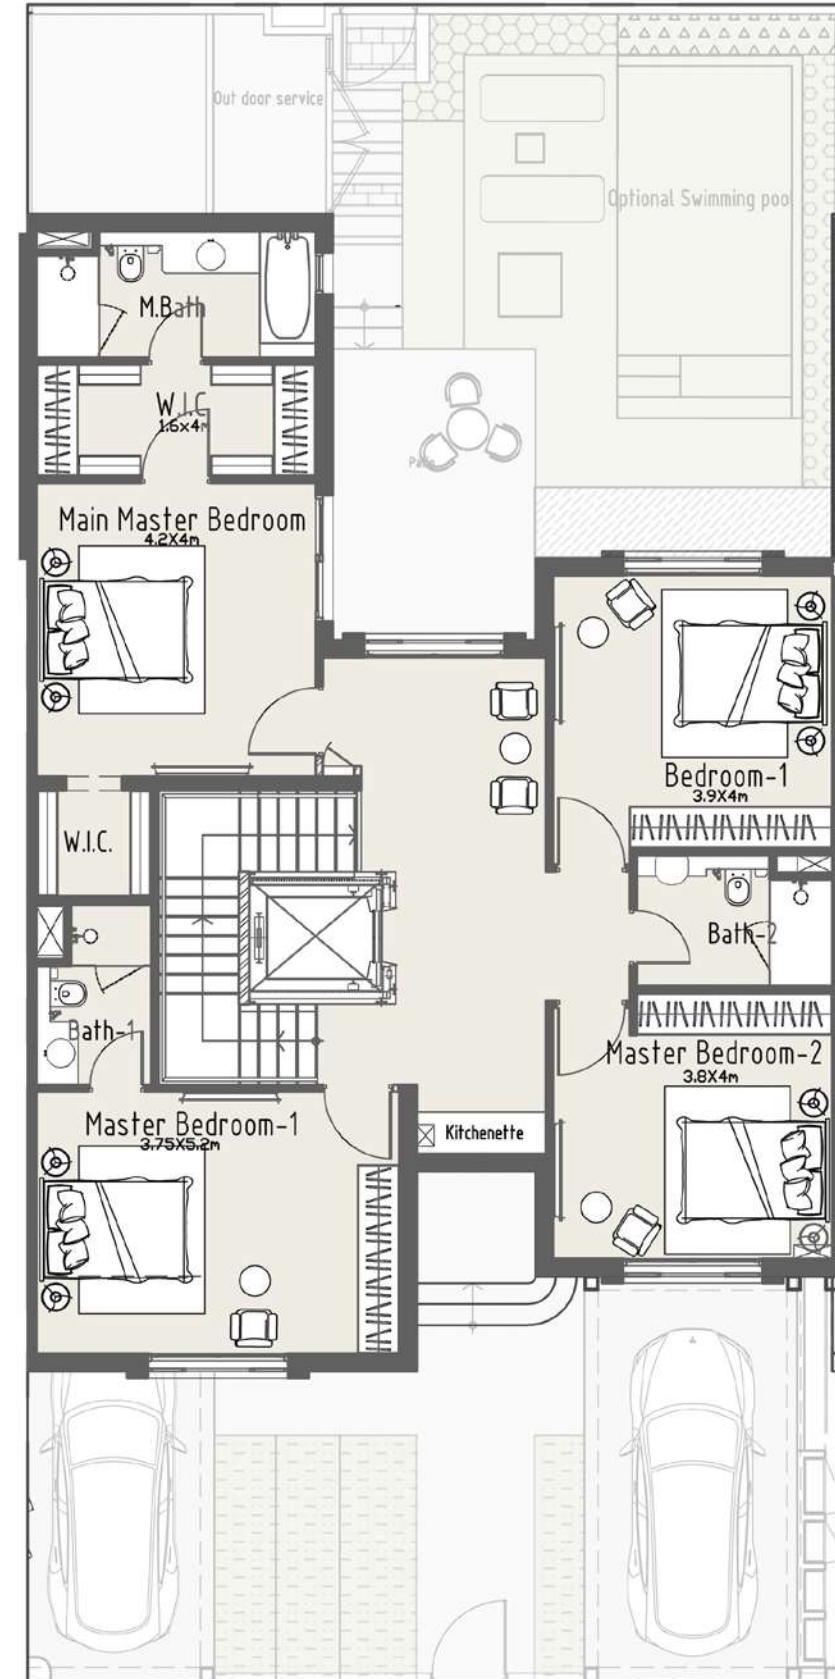 Out door service
Optional Swimming poo
M.Bath
W.I.C
1.6x4m
Main Master Bedroom
4.2X4m
Bedroom-1
3.9X4m
W.I.C.
Bath-2
Bath-1
Master Bedroom-2
3.8X4m
Master Bedroom-1
3.75X5.2m
Kitchenette